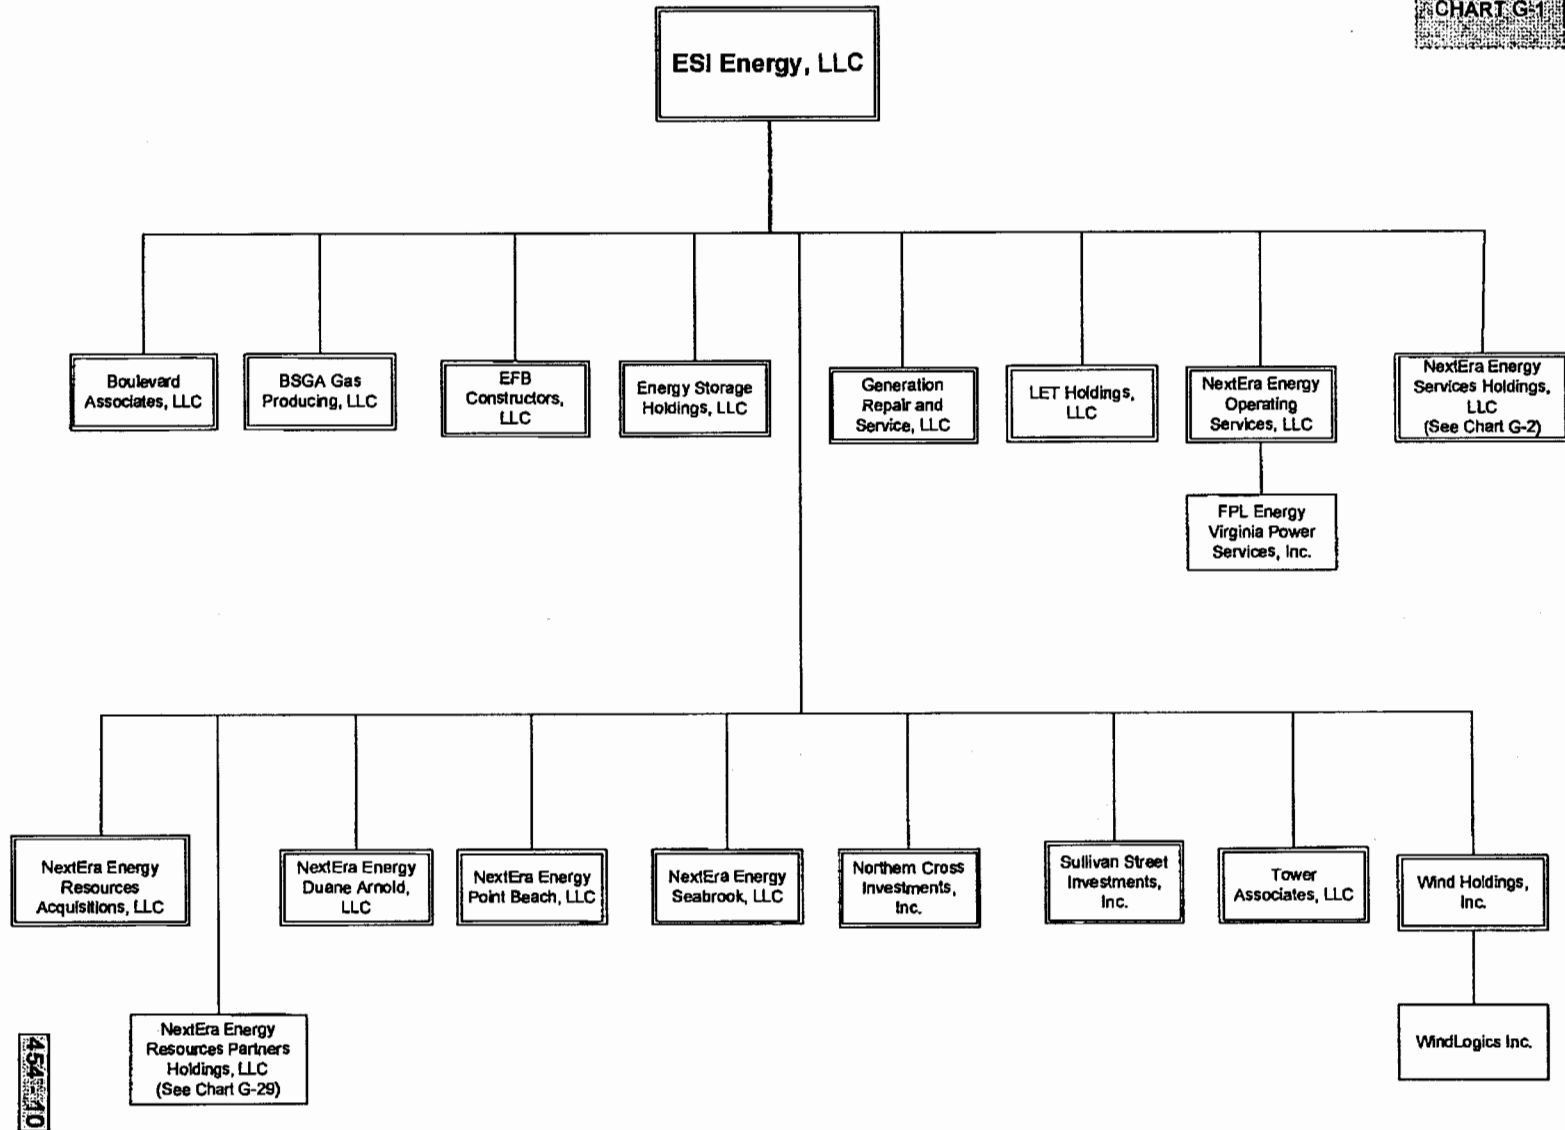 CHART G-1
ESI Energy, LLC
Boulevard
Associates, LLC
BSGA Gas
Producing, LLC
EFB
Constructors,
LLC
Energy Storage
Holdings, LLC
Generation
Repair and
Service, LLC
LET Holdings,
LLC
NextEra Energy
Operating
Services, LLC
NextEra Energy
Services Holdings,
LLC
(See Chart G-2)
FPL Energy
Virginia Power
Services, Inc.
NextEra Energy
Resources
Acquisitions, LLC
NextEra Energy
Duane Arnold,
LLC
NextEra Energy
Point Beach, LLC
NextEra Energy
Seabrook, LLC
Northern Cross
Investments,
Inc.
Sullivan Street
Investments,
Inc.
Tower
Associates, LLC
Wind Holdings,
Inc.
NextEra Energy
Resources Partners
Holdings, LLC
(See Chart G-29)
WindLogics Inc.
454-10